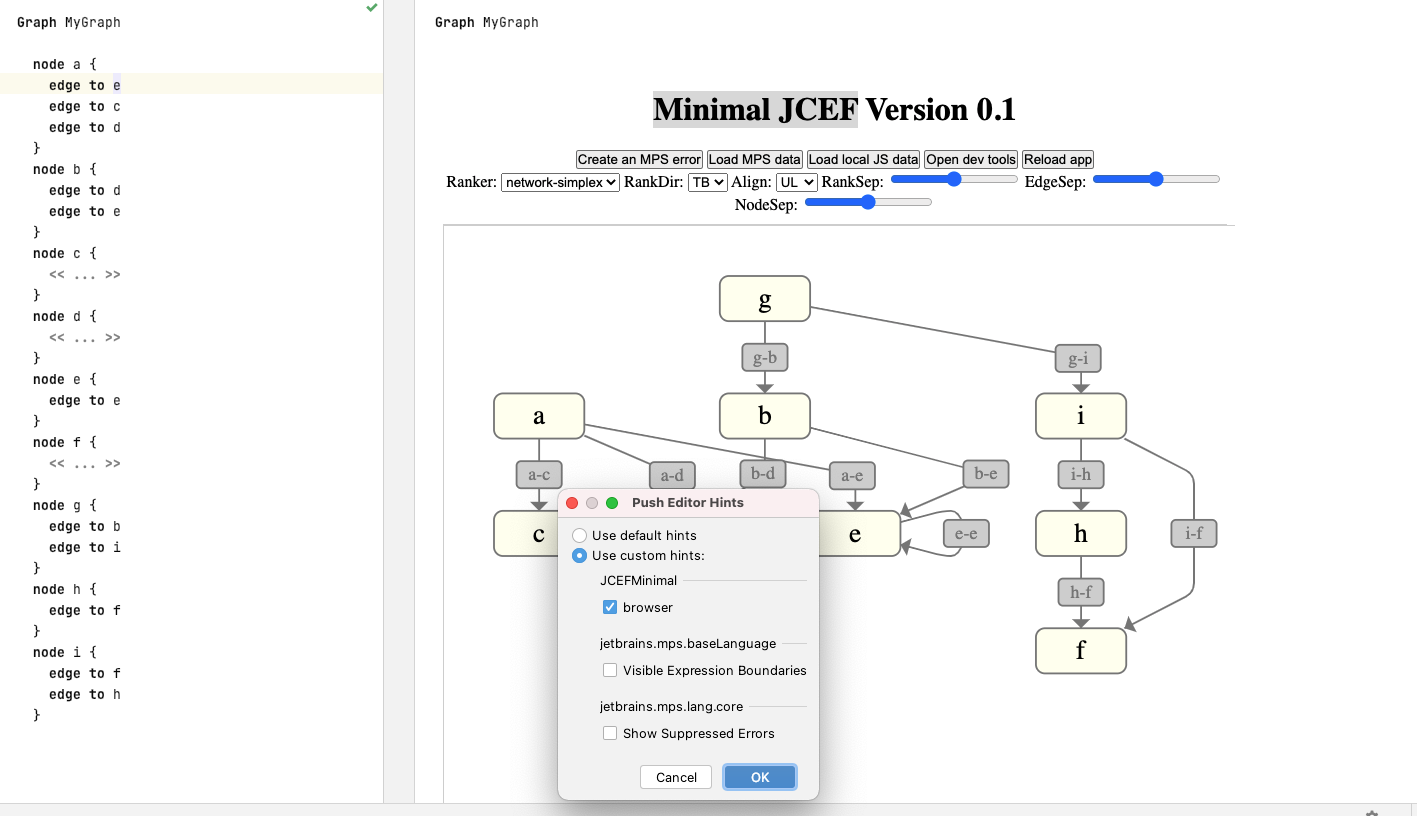 Graph MyGraph
node a {
edge to e
edge to c
edge to d
}
node b {
edge to d
edge to e
}
node c {
<< ... >>
}
node d {
<< ... >>
}
node e {
edge to e
}
node f {
<< ... >>
}
node g {
edge to b
edge to i
}
node h {
edge to f
}
node i {
edge to f
edge to h
}
Graph MyGraph
Minimal JCEF Version 0.1
Create an MPS error Load MPS data Load local JS data Open dev tools Reload app
Ranker: network-simplex RankDir: TB Align: UL RankSep: EdgeSep:
NodeSep:
g
g-b
g-i
a
b
i
a-c
a-d
b-d
a-e
b-e
i-h
c
e
e-e
h
i-f
h-f
f
Push Editor Hints
Use default hints
Use custom hints:
JCEFMinimal
browser
jetbrains.mps.baseLanguage
Visible Expression Boundaries
jetbrains.mps.lang.core
Show Suppressed Errors
Cancel OK